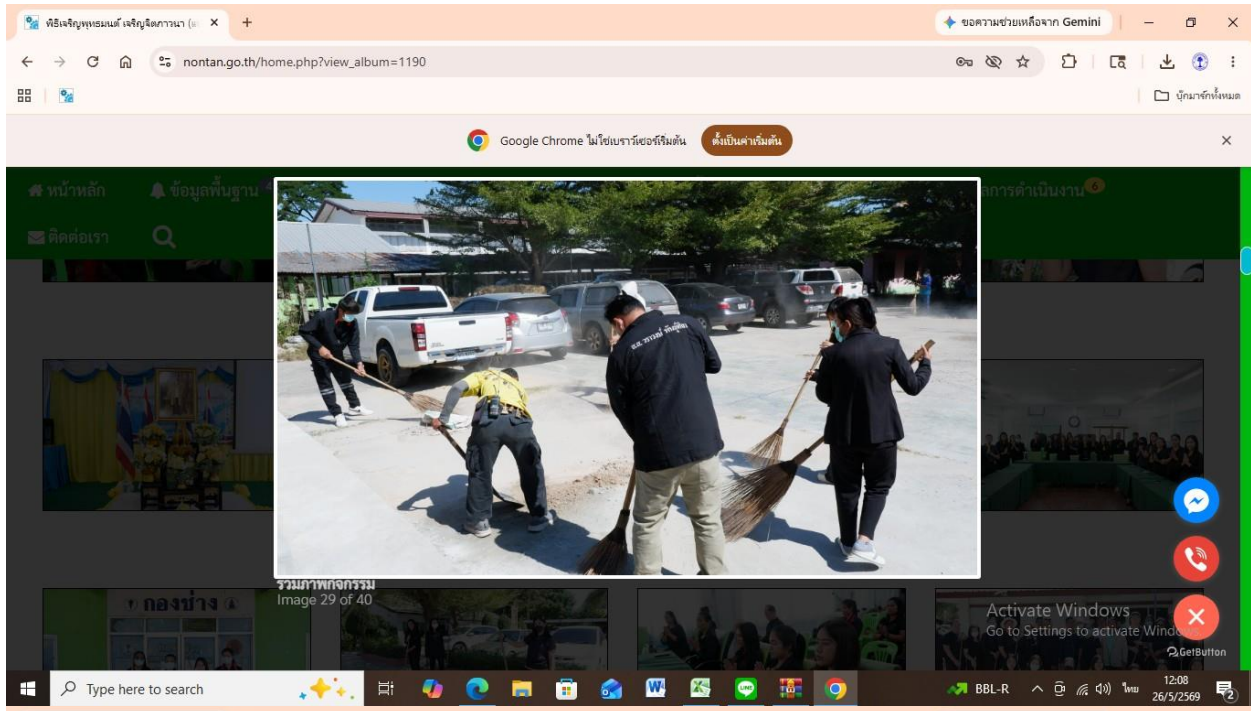 พิธีเจริญพุทธมนต์ เจริญจิตภาวนา
ขอความช่วยเหลือจาก Gemini
nontan.go.th/home.php?view_album=1190
บุ๊กมาร์กทั้งหมด
Google Chrome ไม่ใช่เบราว์เซอร์เริ่มต้น
ตั้งเป็นค่าเริ่มต้น
หน้าหลัก ข้อมูลพื้นฐาน ลการดำเนินงาน 6
ติดต่อเรา
รวมภาพกิจกรรม
Image 29 of 40
กองช่าง
Activate Windows
Go to Settings to activate Windo
GetButton
Type here to search
BBL-R
ไทย
12:08
26/5/2569
2